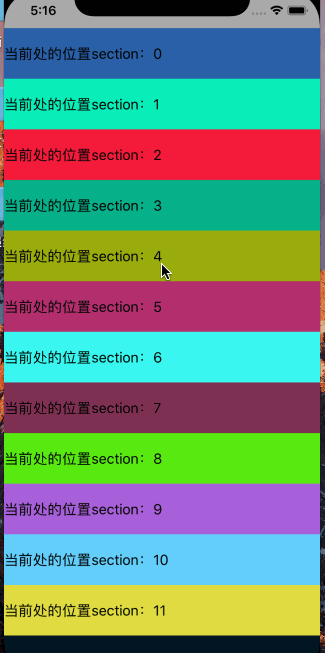 5:16
当前处的位置section：0
当前处的位置section：1
当前处的位置section：2
当前处的位置section：3
当前处的位置section：4
当前处的位置section：5
当前处的位置section：6
当前处的位置section：7
当前处的位置section：8
当前处的位置section：9
当前处的位置section：10
当前处的位置section：11